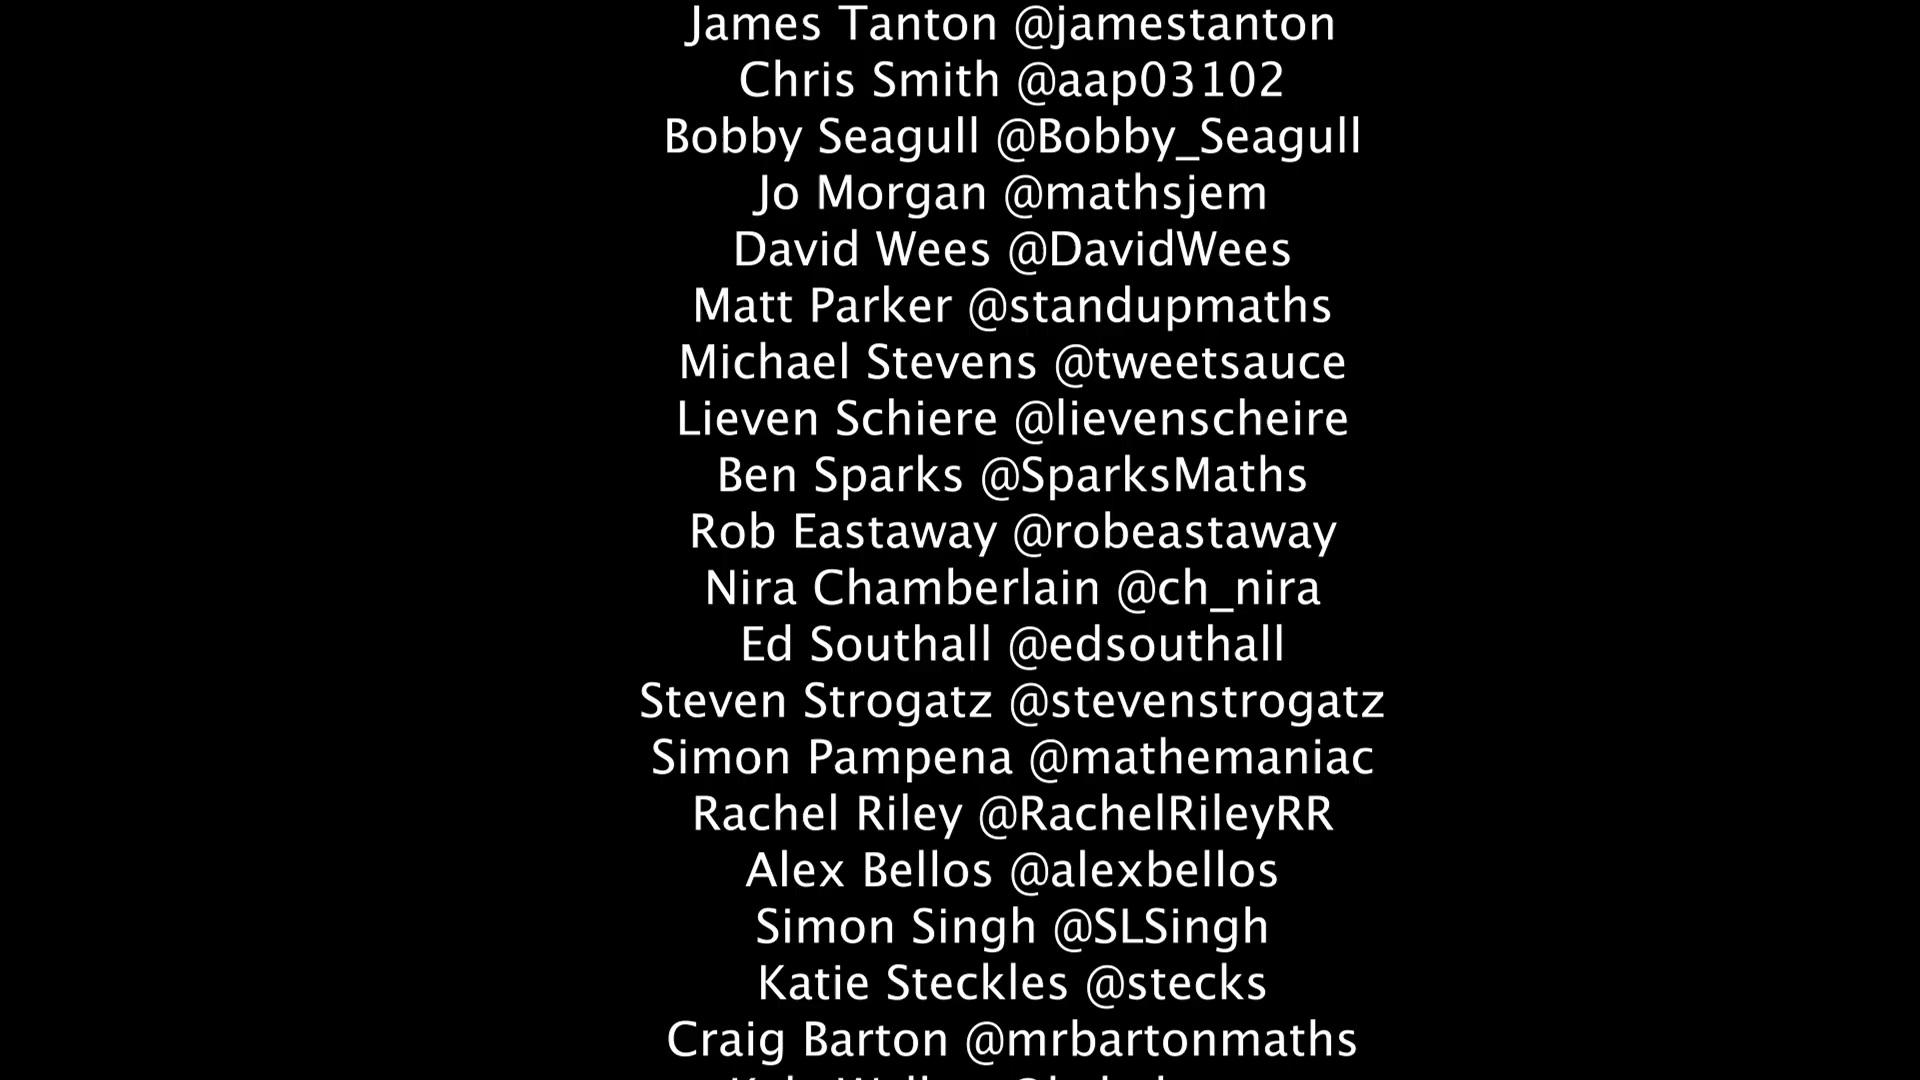 James Tanton @jamestanton
Chris Smith @aap03102
Bobby Seagull @Bobby_Seagull
Jo Morgan @mathsjem
David Wees @DavidWees
Matt Parker @standupmaths
Michael Stevens @tweetsauce
Lieven Schiere @lievenscheire
Ben Sparks @SparksMaths
Rob Eastaway @robeastaway
Nira Chamberlain @ch_nira
Ed Southall @edsouthall
Steven Strogatz @stevenstrogatz
Simon Pampena @mathemaniac
Rachel Riley @RachelRileyRR
Alex Bellos @alexbellos
Simon Singh @SLSingh
Katie Steckles @stecks
Craig Barton @mrbartonmaths